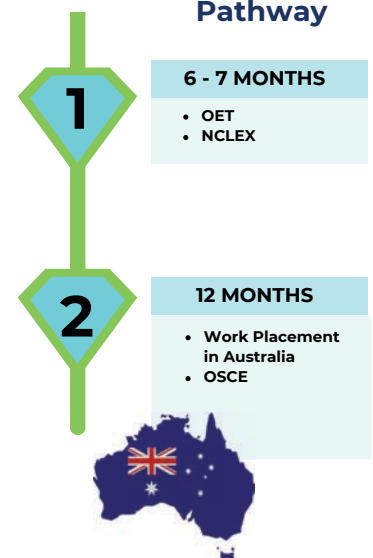 Pathway
1
6 - 7 MONTHS
• OET
• NCLEX
2
12 MONTHS
• Work Placement
in Australia
• OSCE